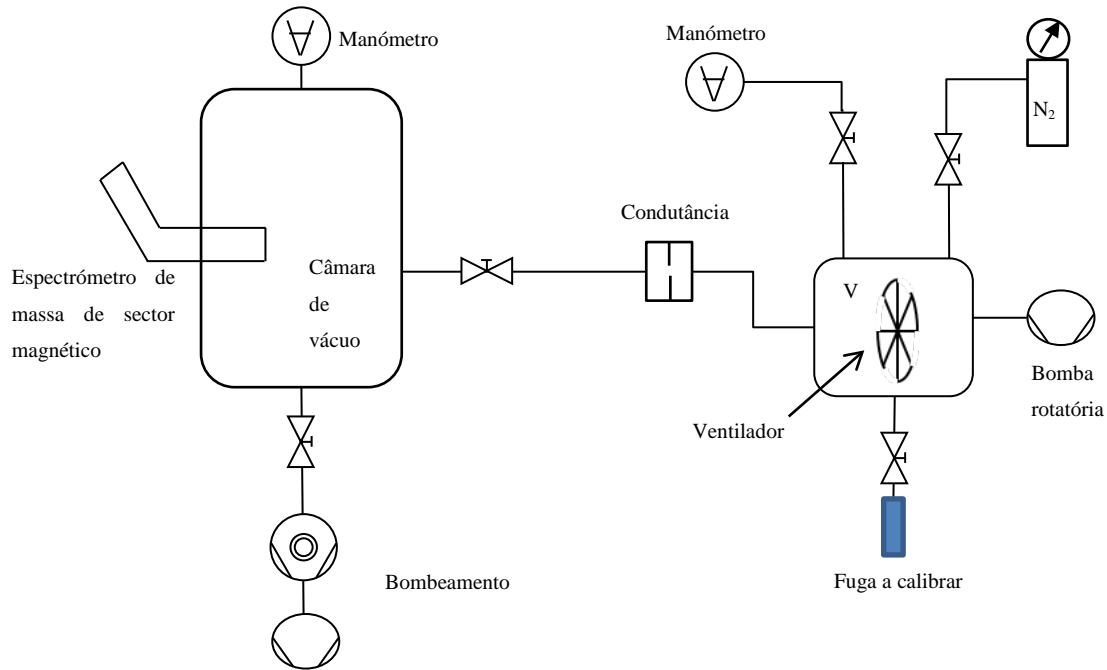 Manómetro
Manómetro
N₂
Condutância
Espectrómetro de
massa de sector
magnético
Câmara
de
vácuo
V
Bomba
rotatória
Ventilador
Bombeamento
Fuga a calibrar